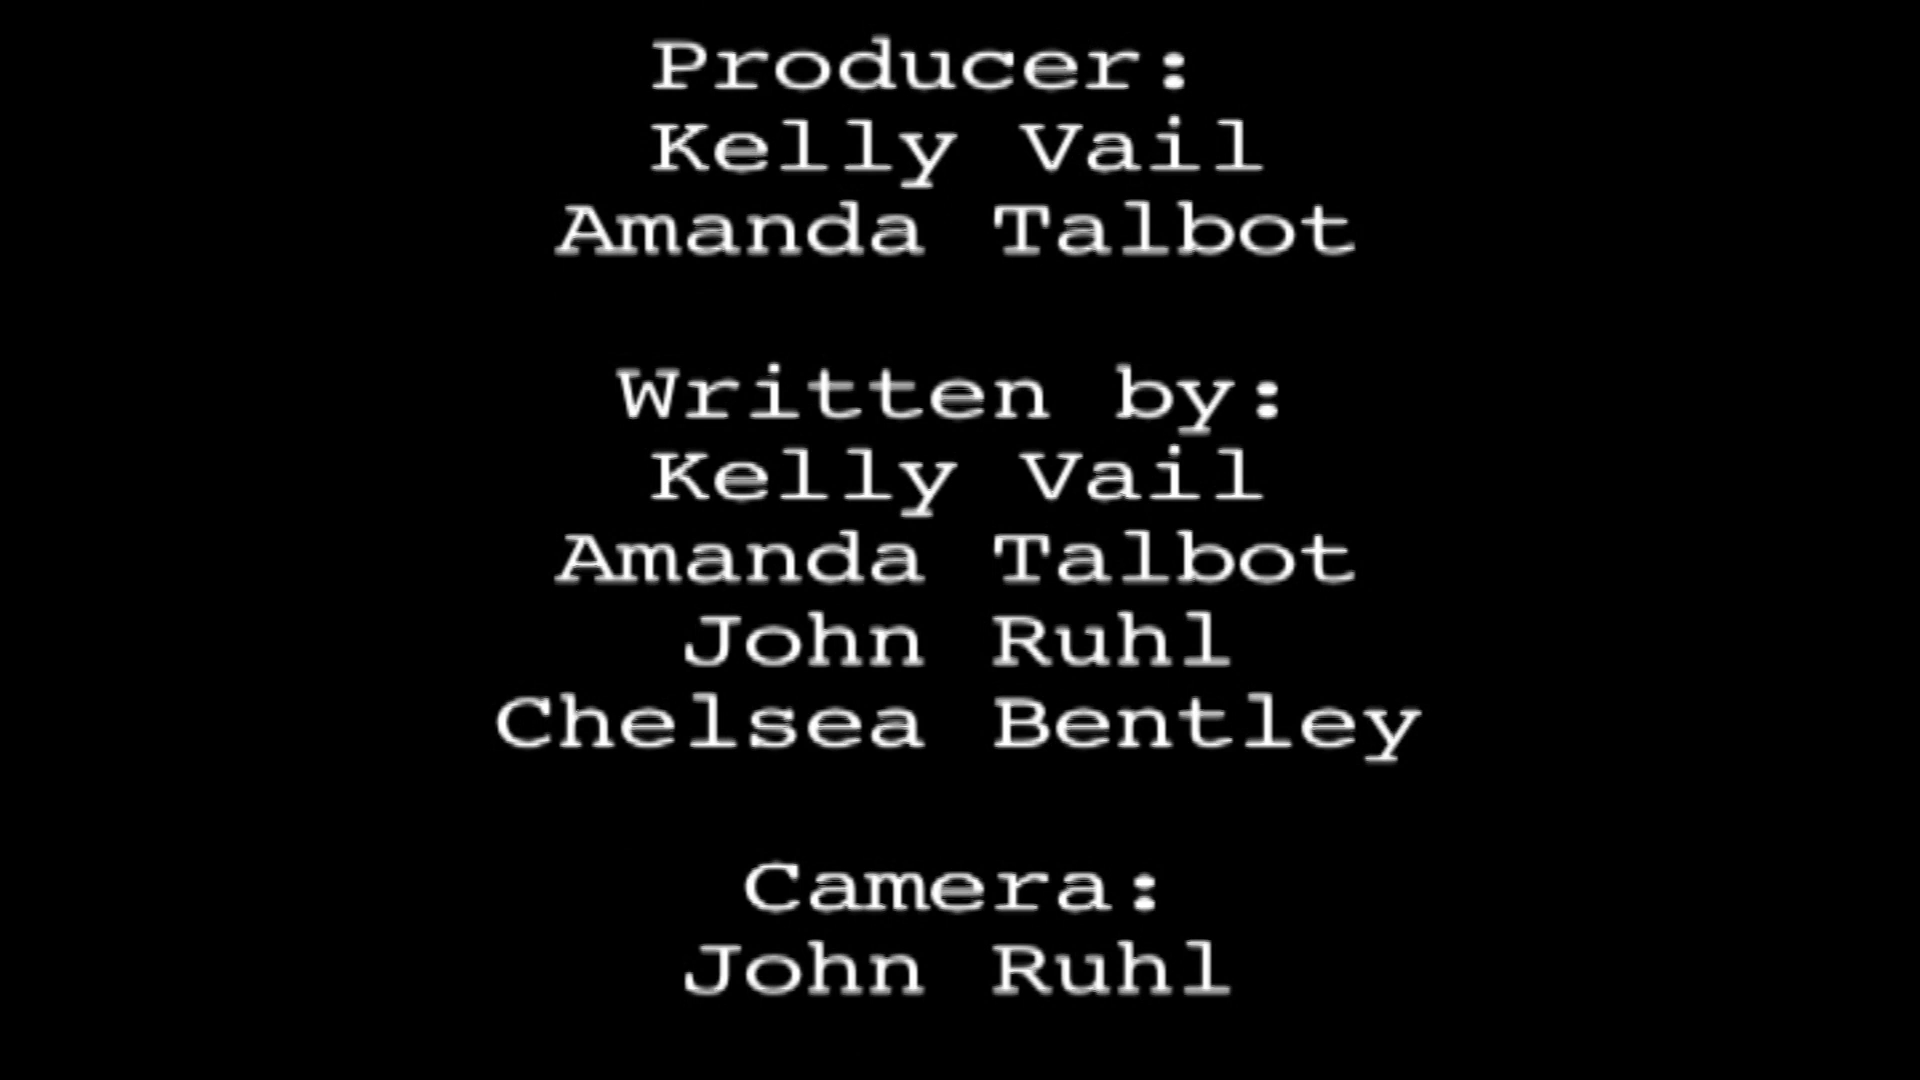 Producer:
Kelly Vail
Amanda Talbot
Written by:
Kelly Vail
Amanda Talbot
John Ruhl
Chelsea Bentley
Camera:
John Ruhl